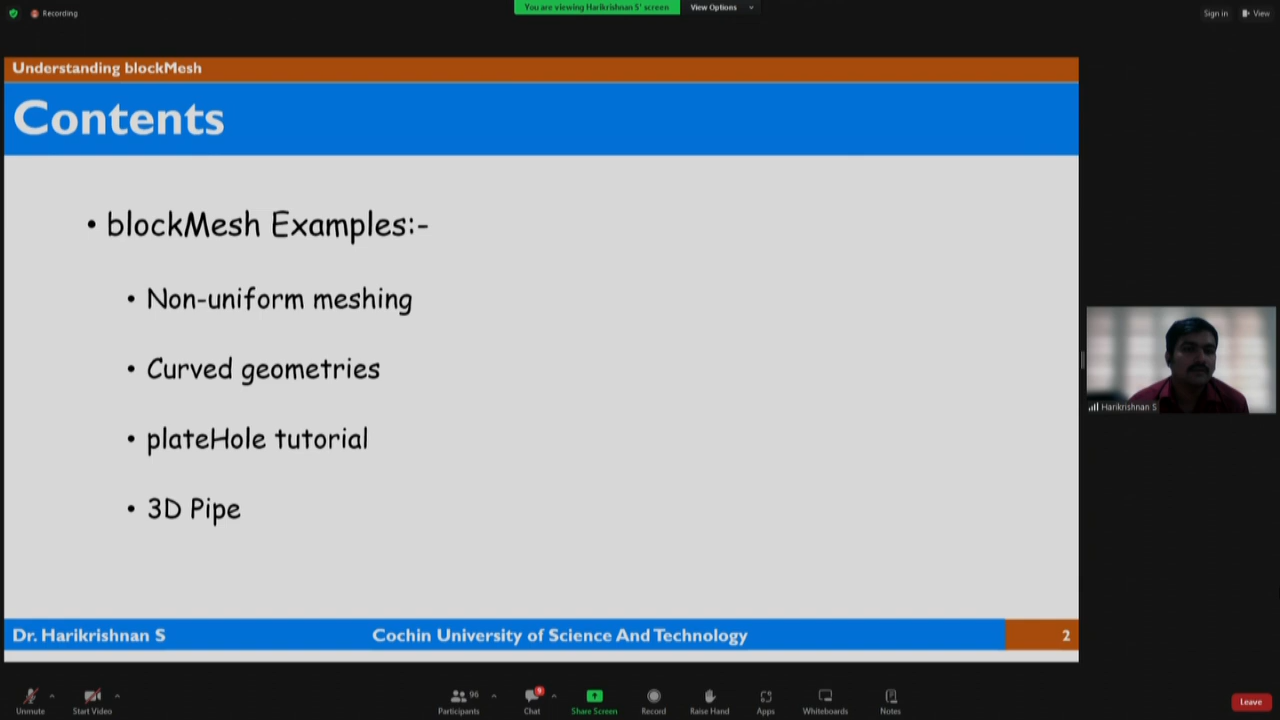 Recording
You are viewing Harikrishnan S' screen
View Options
Sign in
View
Understanding blockMesh
Contents
• blockMesh Examples:-
• Non-uniform meshing
• Curved geometries
• plateHole tutorial
• 3D Pipe
Harikrishnan S
Dr. Harikrishnan S
Cochin University of Science And Technology
2
Unmute
Start Video
96
Participants
9
Chat
Share Screen
Record
Raise Hand
Apps
Whiteboards
Notes
Leave